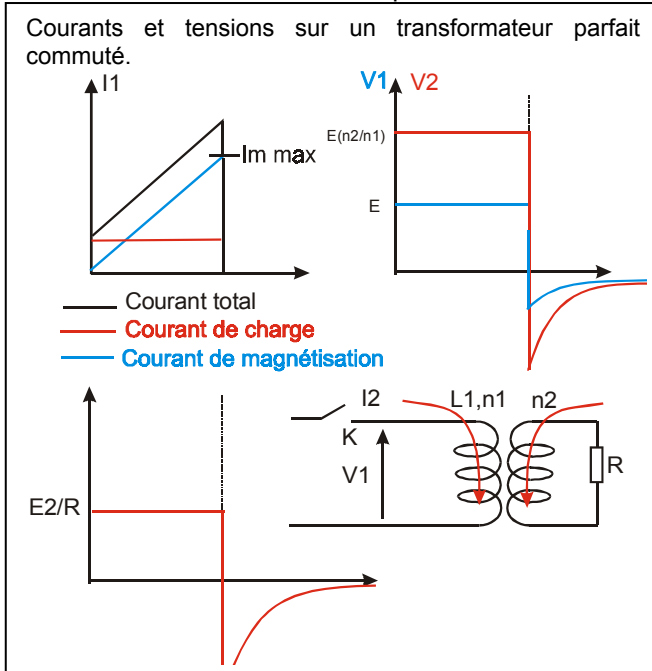 Courants et tensions sur un transformateur parfait
commuté.
I1
Im max
V1 V2
E(n2/n1)
E
Courant total
Courant de charge
Courant de magnétisation
E2/R
I2
L1,n1
n2
K
V1
R